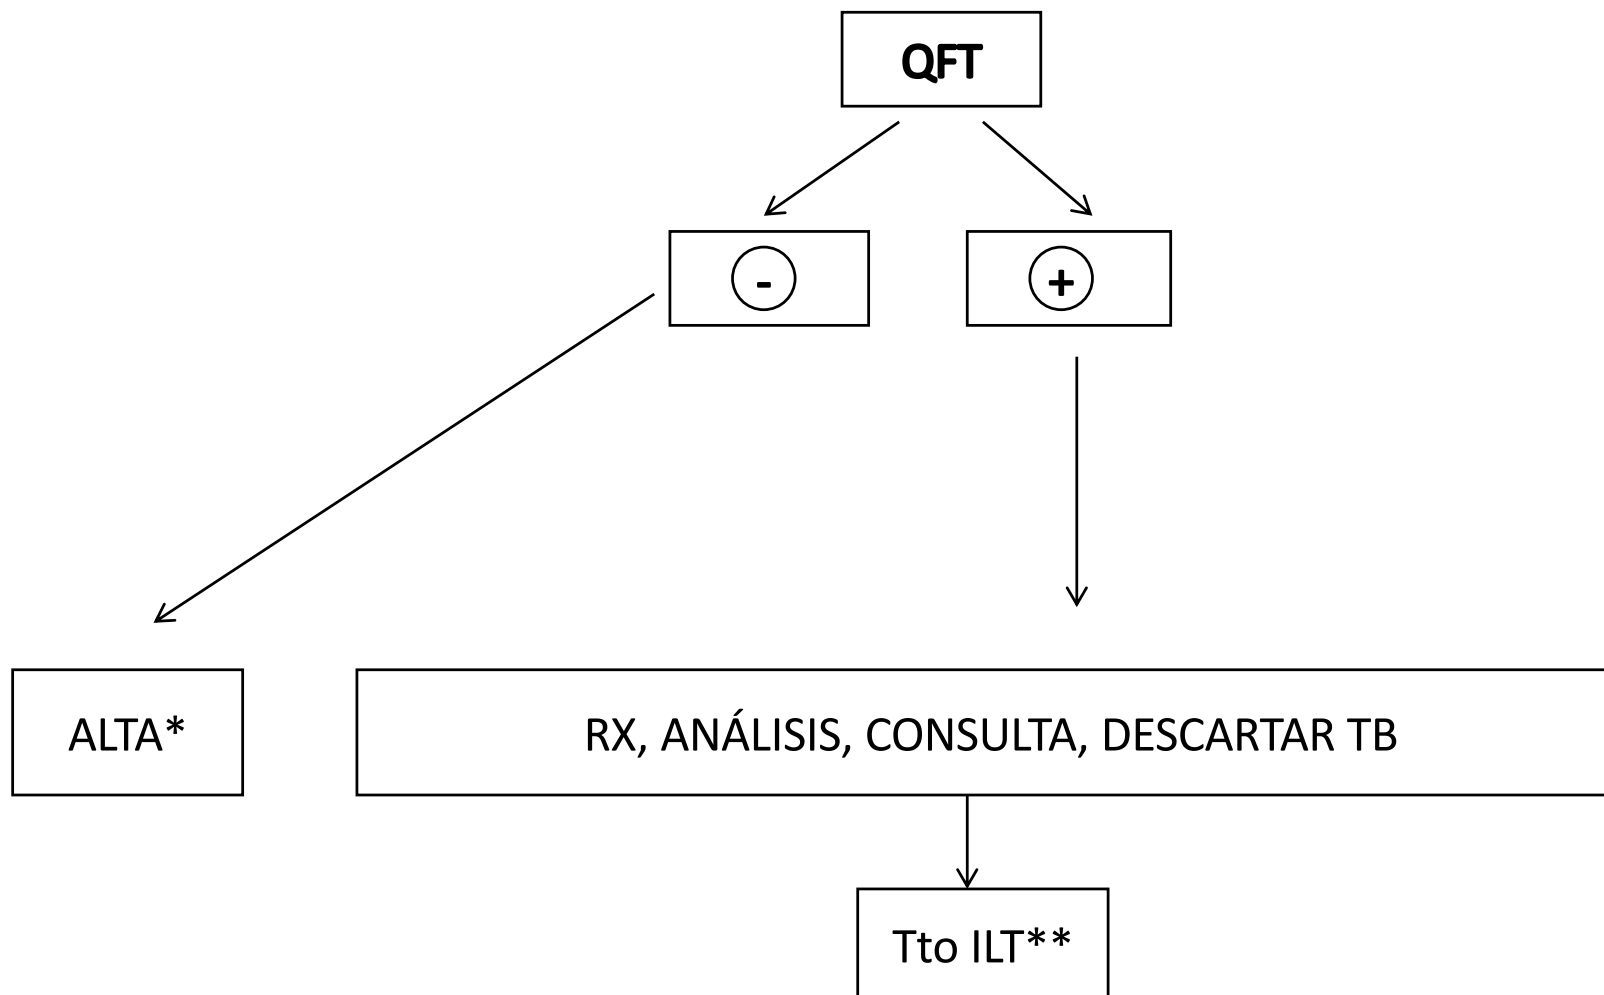 QFT
-
+
ALTA*
RX, ANÁLISIS, CONSULTA, DESCARTAR TB
Tto ILT**